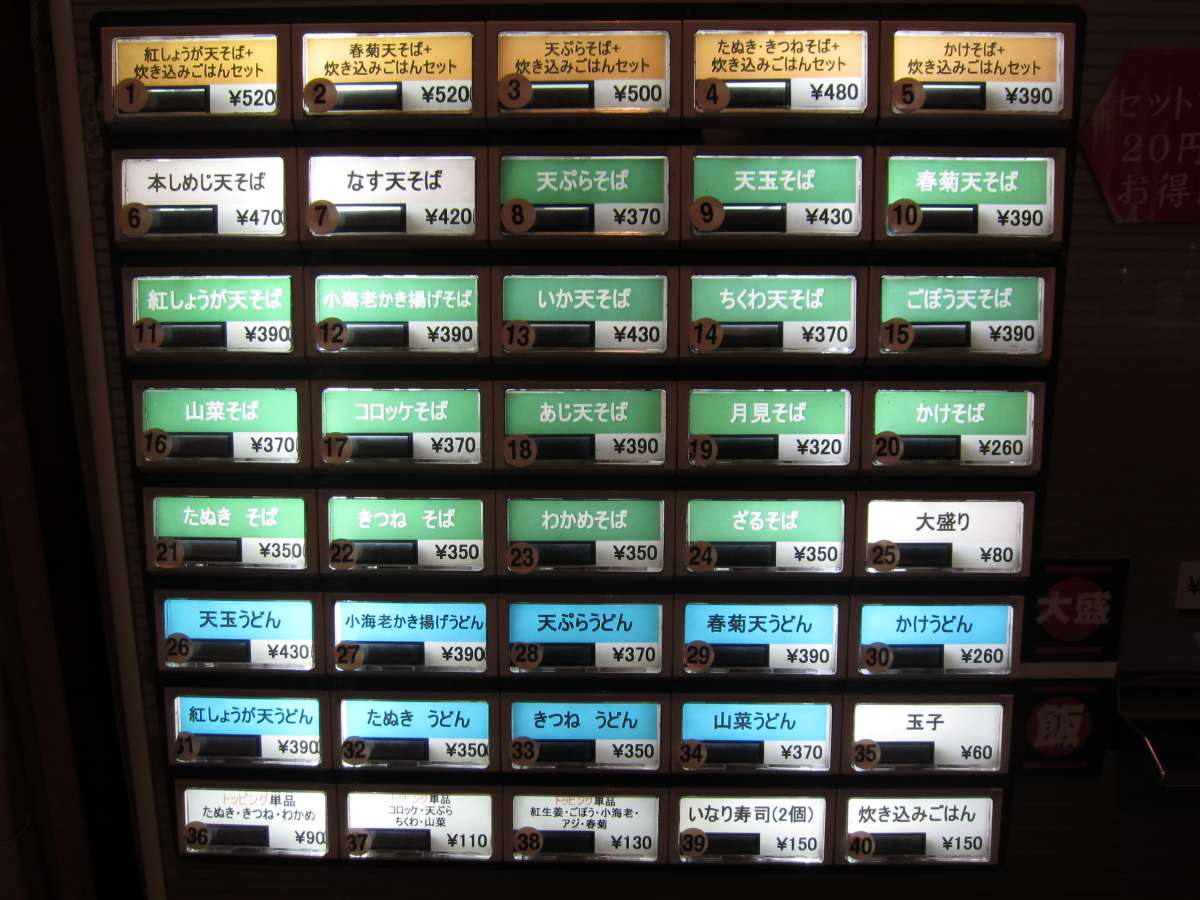 紅しょうが天そば+
炊き込みごはんセット
1 ¥520
春菊天そば+
炊き込みごはんセット
2 ¥520
天ぷらそば+
炊き込みごはんセット
3 ¥500
たぬき・きつねそば+
炊き込みごはんセット
4 ¥480
かけそば+
炊き込みごはんセット
5 ¥390
本しめじ天そば
6 ¥470
なす天そば
7 ¥420
天ぷらそば
8 ¥370
天玉そば
9 ¥430
春菊天そば
10 ¥390
紅しょうが天そば
11 ¥390
小海老かき揚げそば
12 ¥390
いか天そば
13 ¥430
ちくわ天そば
14 ¥370
ごぼう天そば
15 ¥390
山菜そば
16 ¥370
コロッケそば
17 ¥370
あじ天そば
18 ¥390
月見そば
19 ¥320
かけそば
20 ¥260
たぬき そば
21 ¥350
きつね そば
22 ¥350
わかめそば
23 ¥350
ざるそば
24 ¥350
大盛り
25 ¥80
天玉うどん
26 ¥430
小海老かき揚げうどん
27 ¥390
天ぷらうどん
28 ¥370
春菊天うどん
29 ¥390
かけうどん
30 ¥260
紅しょうが天うどん
31 ¥390
たぬき うどん
32 ¥350
きつね うどん
33 ¥350
山菜うどん
34 ¥370
玉子
35 ¥60
トッピング単品
たぬき・きつね・わかめ
36 ¥90
トッピング単品
コロッケ・天ぷら
ちくわ・山菜
37 ¥110
トッピング単品
紅生姜・ごぼう・小海老・
アジ・春菊
38 ¥130
いなり寿司(2個)
39 ¥150
炊き込みごはん
40 ¥150
セット
20円
お得
大盛
飯